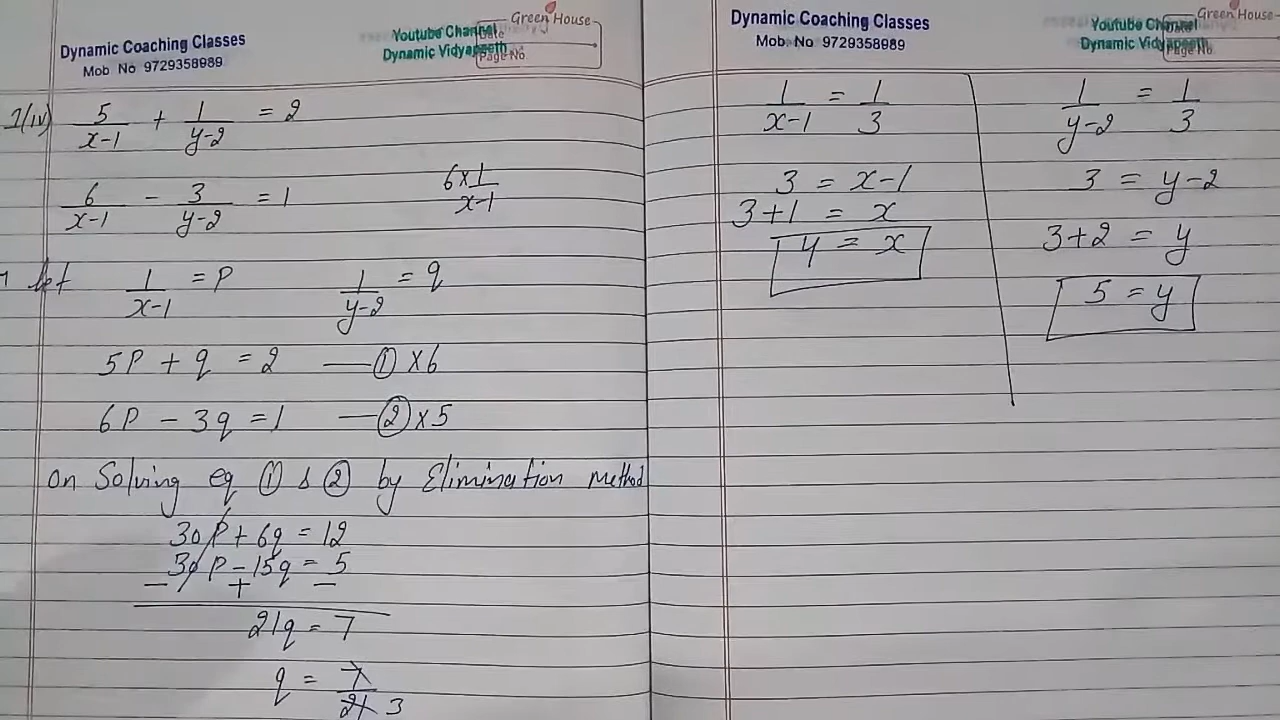 Dynamic Coaching Classes
Mob No 9729358989
Youtube Channel
Dynamic Vidyapeeth
Green House
Date
Page No
1(iv) 5/(x-1) + 1/(y-2) = 2
6/(x-1) - 3/(y-2) = 1
6×1/(x-1)
let 1/(x-1) = P 1/(y-2) = q
5P + q = 2 — ① ×6
6P - 3q = 1 — ② ×5
on Solving eq ① & ② by Elimination Method
30P + 6q = 12
30P - 15q = 5
- + -
21q = 7
q = 7/21 3
Dynamic Coaching Classes
Mob No 9729358989
Youtube Channel
Dynamic Vidyapeeth
Green House
Date
Page No
1/(x-1) = 1/3
3 = x-1
3+1 = x
4 = x
1/(y-2) = 1/3
3 = y-2
3+2 = y
5 = y